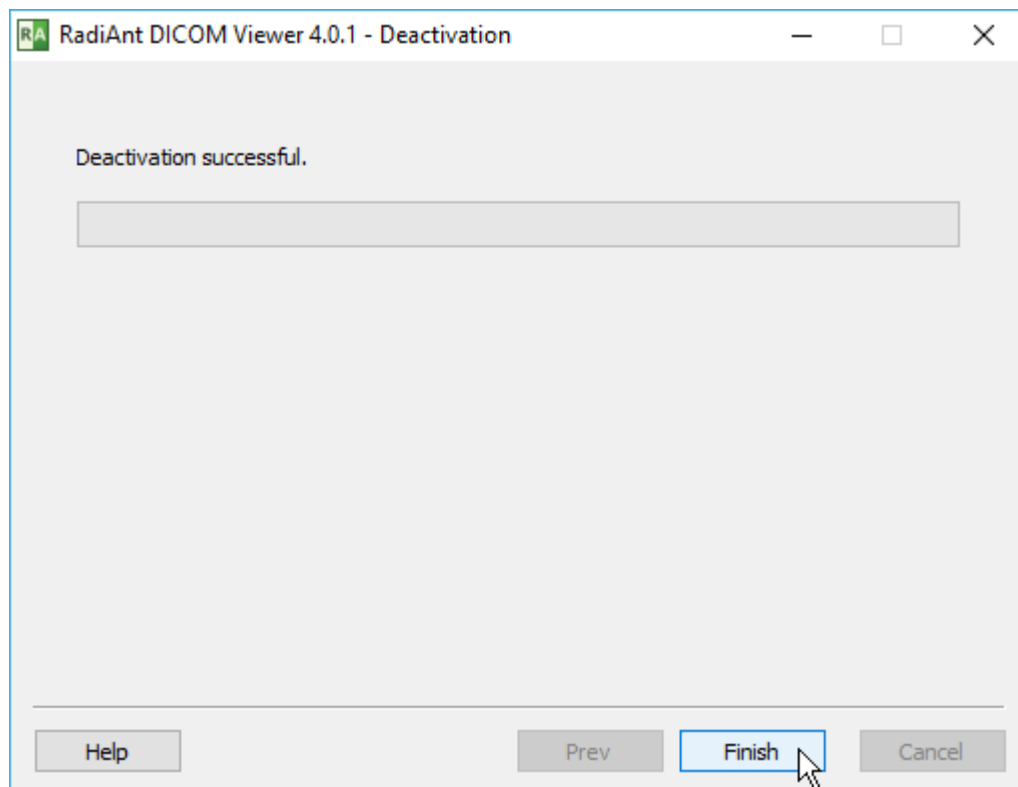 RA RadiAnt DICOM Viewer 4.0.1 - Deactivation
Deactivation successful.
Help Prev Finish Cancel